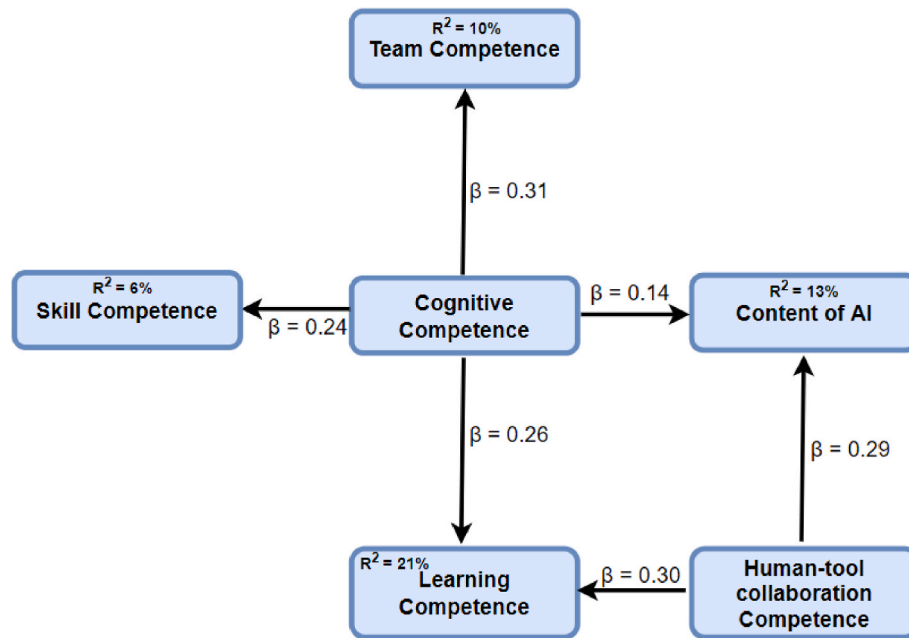 R² = 10%
Team Competence
β = 0.31
R² = 6%
Skill Competence
β = 0.24
Cognitive
Competence
β = 0.14
R² = 13%
Content of AI
β = 0.26
β = 0.29
R² = 21%
Learning
Competence
β = 0.30
Human-tool
collaboration
Competence